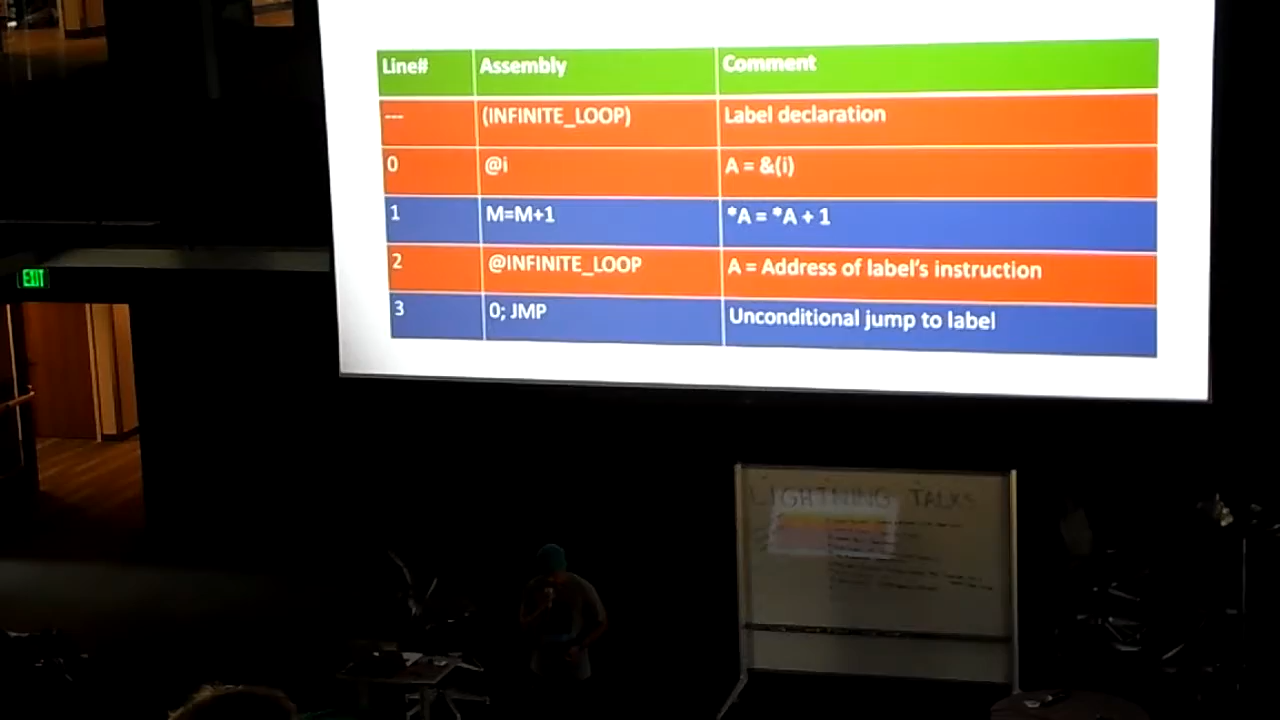 Line# Assembly Comment
--- (INFINITE_LOOP) Label declaration
0 @i A = &(i)
1 M=M+1 *A = *A + 1
2 @INFINITE_LOOP A = Address of label's instruction
3 0; JMP Unconditional jump to label
EXIT
LIGHTNING TALKS